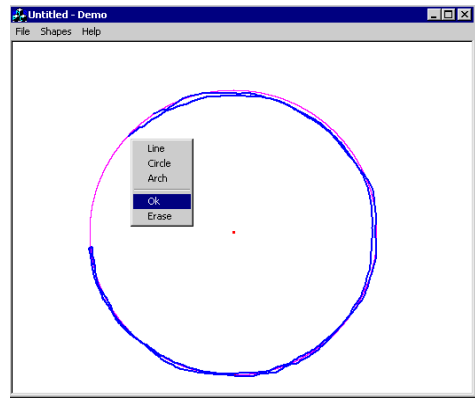 Untitled - Demo
File Shapes Help
Line
Circle
Arch
Ok
Erase